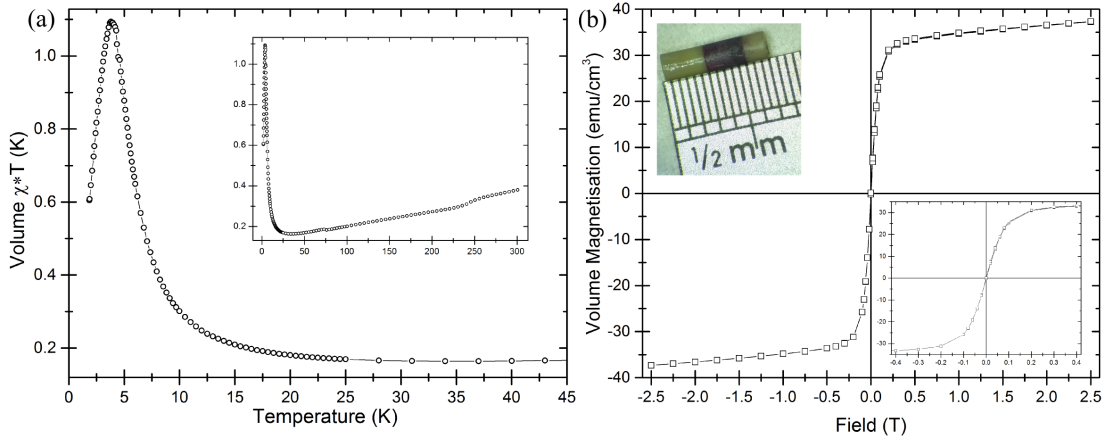 (a)
Volume χ*T (K)
1.0
0.8
0.6
0.4
0.2
0 5 10 15 20 25 30 35 40 45
Temperature (K)
1.0
0.8
0.6
0.4
0.2
0 50 100 150 200 250 300
(b)
Volume Magnetisation (emu/cm³)
40
30
20
10
0
-10
-20
-30
-40
-2.5 -2.0 -1.5 -1.0 -0.5 0.0 0.5 1.0 1.5 2.0 2.5
Field (T)
1/2 mm
30
20
10
0
-10
-20
-30
-0.4 -0.3 -0.2 -0.1 0.0 0.1 0.2 0.3 0.4